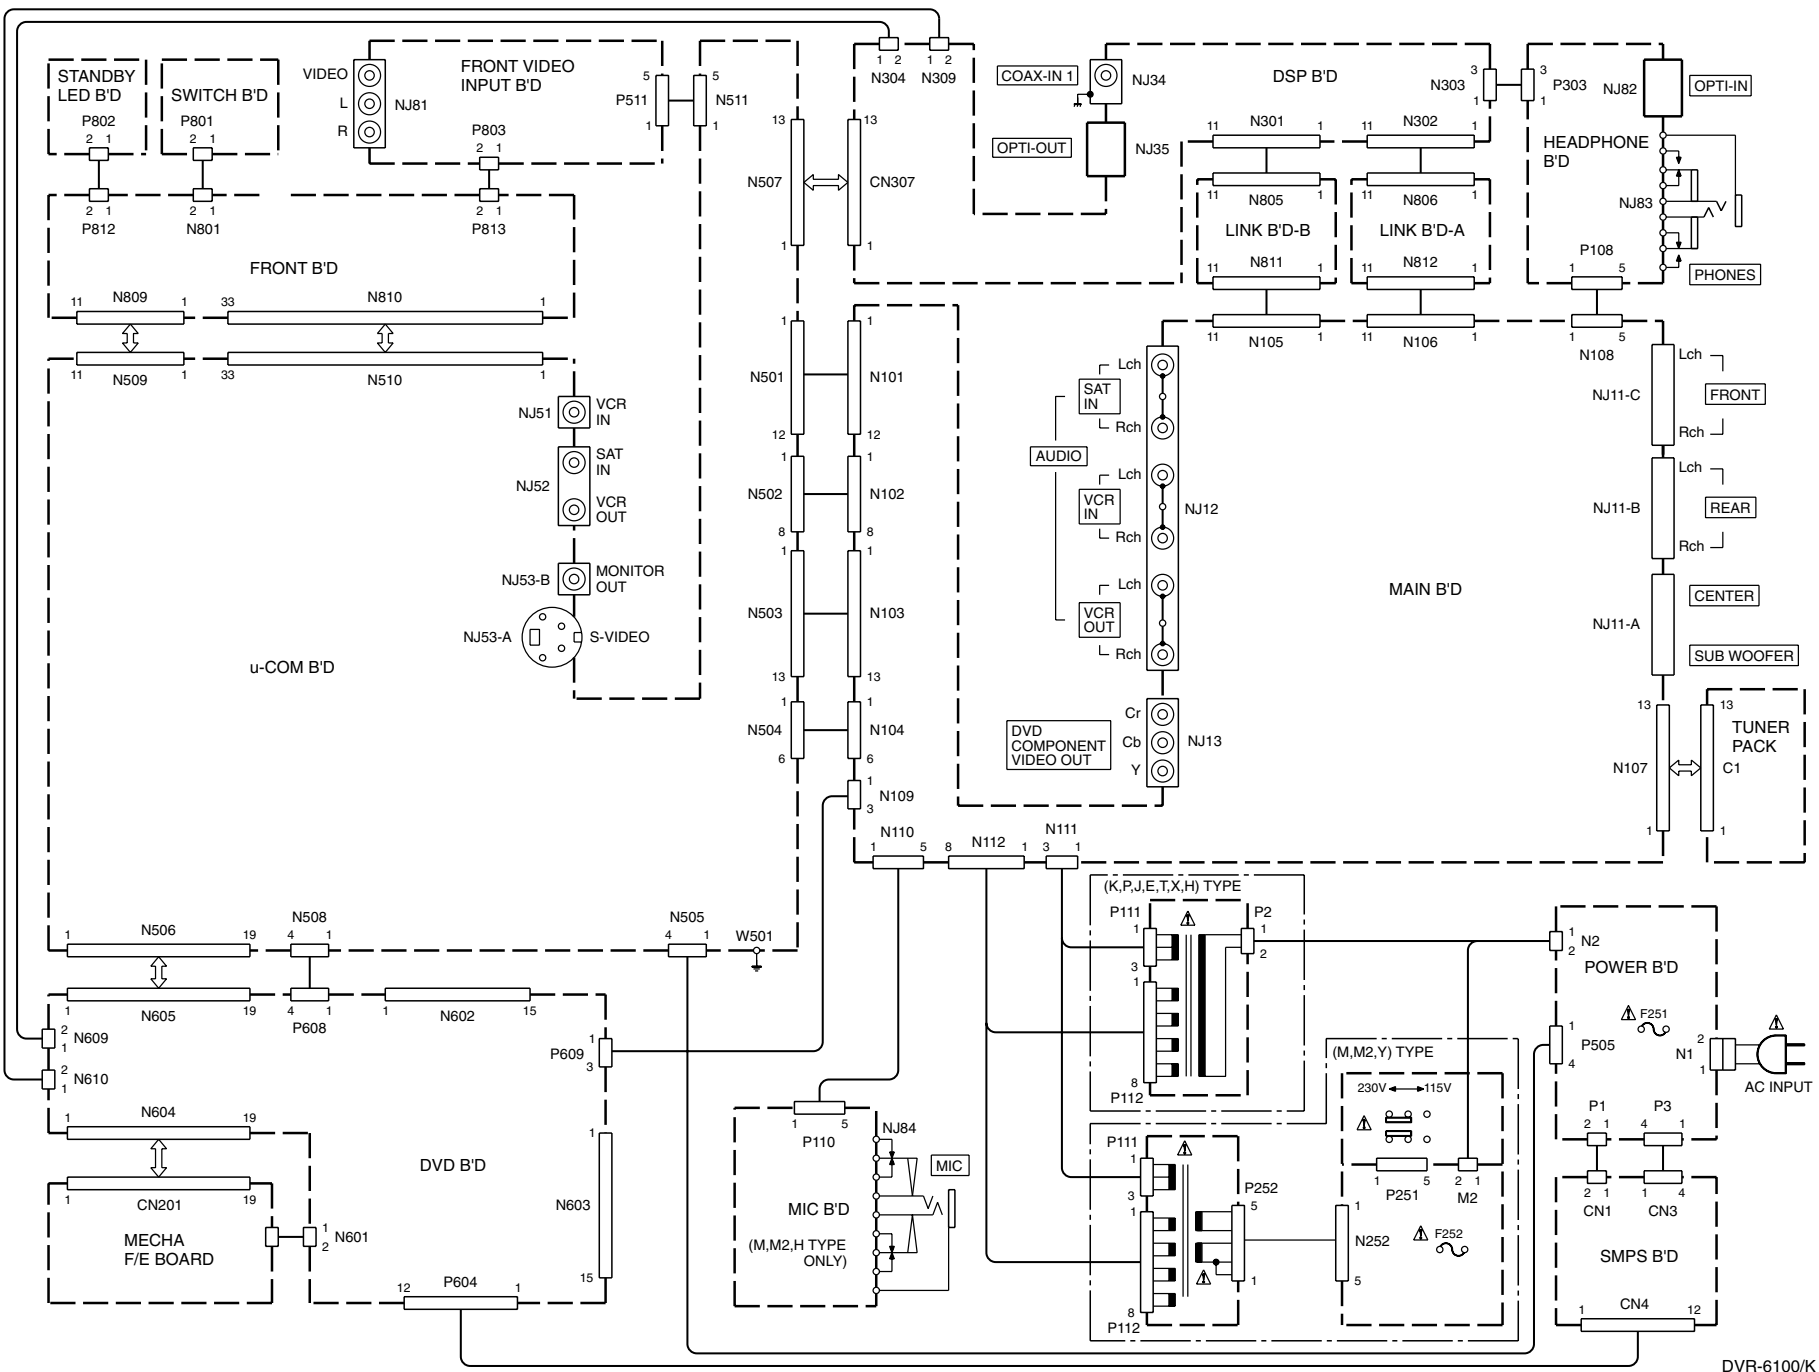 STANDBY
LED B'D
P802
2 1
SWITCH B'D
P801
2 1
VIDEO
L
R
NJ81
FRONT VIDEO
INPUT B'D
P803
2 1
5
P511
1
5
N511
1
2 1
P812
2 1
N801
2 1
P813
FRONT B'D
11 N809 1
33 N810 1
11 N509 1
33 N510 1
NJ51
VCR
IN
NJ52
SAT
IN
VCR
OUT
NJ53-B
MONITOR
OUT
NJ53-A
S-VIDEO
u-COM B'D
13
N507
1
13
CN307
1
1
N501
12
1
N101
12
1
N502
8
1
N102
8
1
N503
13
1
N103
13
1
N504
6
1
N104
6
1
N109
3
1 2
N304
1 2
N309
COAX-IN 1
NJ34
OPTI-OUT
NJ35
DSP B'D
3
N303
1
3
P303
1
NJ82
OPTI-IN
HEADPHONE
B'D
NJ83
PHONES
11 N301 1
11 N302 1
11 N805 1
11 N806 1
LINK B'D-B
LINK B'D-A
11 N811 1
11 N812 1
P108
1 5
11 N105 1
11 N106 1
1 5
N108
AUDIO
Lch
SAT
IN
Rch
Lch
VCR
IN
Rch
Lch
VCR
OUT
Rch
NJ12
DVD
COMPONENT
VIDEO OUT
Cr
Cb
Y
NJ13
MAIN B'D
NJ11-C
Lch
FRONT
Rch
NJ11-B
Lch
REAR
Rch
NJ11-A
CENTER
SUB WOOFER
13
N107
1
13
C1
1
TUNER
PACK
N110
1 5
N112
8 1
N111
3 1
1 N506 19
N508
4 1
N505
4 1
W501
1 19
N605
4 1
P608
1 15
N602
2
N609
1
2
N610
1
1
P609
3
N604
1 19
1 19
CN201
MECHA
F/E BOARD
1
N601
2
DVD B'D
1
N603
15
P604
12 1
1 5
P110
NJ84
MIC
MIC B'D
(M,M2,H TYPE
ONLY)
(K,P,J,E,T,X,H) TYPE
P111
1
3
1
8
P112
P2
1
2
(M,M2,Y) TYPE
P111
1
3
1
8
P112
P252
5
1
230V 115V
1 5
P251
2 1
M2
1
N252
5
F252
1
2
N2
POWER B'D
F251
1
P505
4
2
N1
1
AC INPUT
P1
2 1
P3
4 1
2 1
CN1
1 4
CN3
SMPS B'D
CN4
1 12
DVR-6100/K